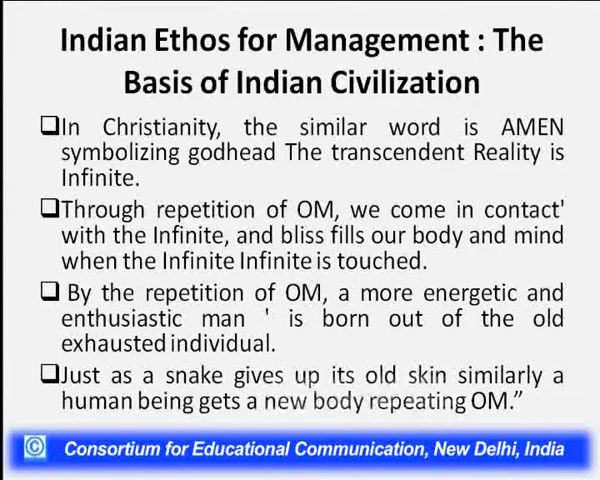 Indian Ethos for Management : The
Basis of Indian Civilization
❑In Christianity, the similar word is AMEN
symbolizing godhead The transcendent Reality is
Infinite.
❑Through repetition of OM, we come in contact'
with the Infinite, and bliss fills our body and mind
when the Infinite Infinite is touched.
❑ By the repetition of OM, a more energetic and
enthusiastic man ' is born out of the old
exhausted individual.
❑Just as a snake gives up its old skin similarly a
human being gets a new body repeating OM.”
© Consortium for Educational Communication, New Delhi, India